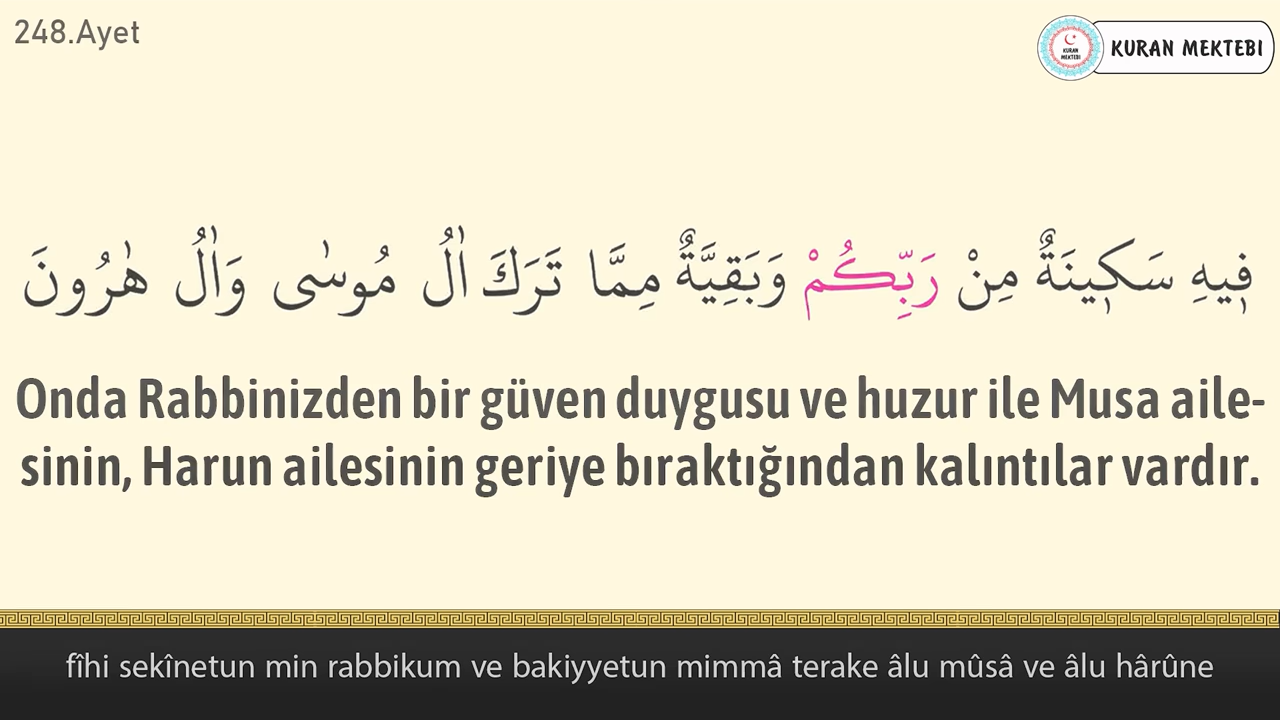 248.Ayet
KURAN MEKTEBI
KURAN
MEKTEBI
فٖيهِ سَكٖينَةٌ مِنْ رَبِّكُمْ وَبَقِيَّةٌ مِمَّا تَرَكَ اٰلُ مُوسٰى وَاٰلُ هٰرُونَ
Onda Rabbinizden bir güven duygusu ve huzur ile Musa aile-
sinin, Harun ailesinin geriye bıraktığından kalıntılar vardır.
fîhi sekînetun min rabbikum ve bakiyyetun mimmâ terake âlu mûsâ ve âlu hârûne